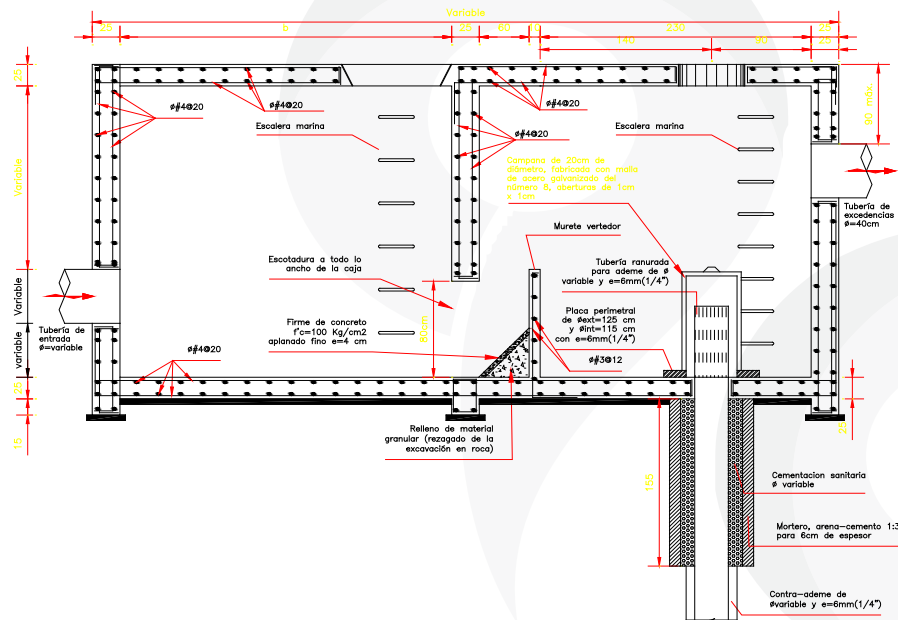 Variable
25
d
25
60
10
230
25
140
90
25
25
90 máx.
ø#4@20
ø#4@20
ø#4@20
ø#4@20
Escalera marina
Escalera marina
Variable
Campana de 20cm de
diámetro, fabricada con malla
de acero galvanizado del
número 8, aberturas de 1cm
x 1cm
Tubería de
excedencias
ø=40cm
Murete vertedor
Escotadura a todo lo
ancho de la caja
Tubería ranurada
para ademe de ø
variable y e=6mm(1/4")
Variable
80cm
Placa perimetral
de øext=125 cm
y øint=115 cm
con e=6mm(1/4")
Firme de concreto
f'c=100 Kg/cm2
aplanado fino e=4 cm
Tubería de
entrada
ø=variable
variable
ø#4@20
ø#3@12
25
15
25
Relleno de material
granular (rezagado de la
excavación en roca)
155
Cementacion sanitaria
ø variable
Mortero, arena-cemento 1:3
para 6cm de espesor
Contra-ademe de
øvariable y e=6mm(1/4")